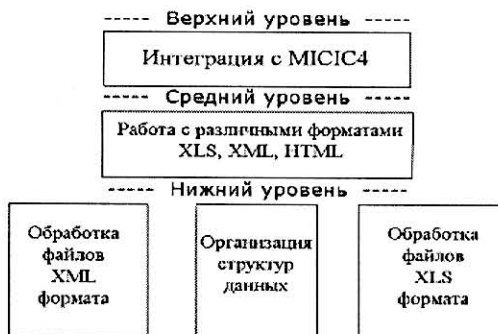 ----- Верхний уровень -----
Интеграция с MICIC4
----- Средний уровень -----
Работа с различными форматами
XLS, XML, HTML
----- Нижний уровень -----
Обработка
файлов
XML
формата
Организация
структур
данных
Обработка
файлов
XLS
формата